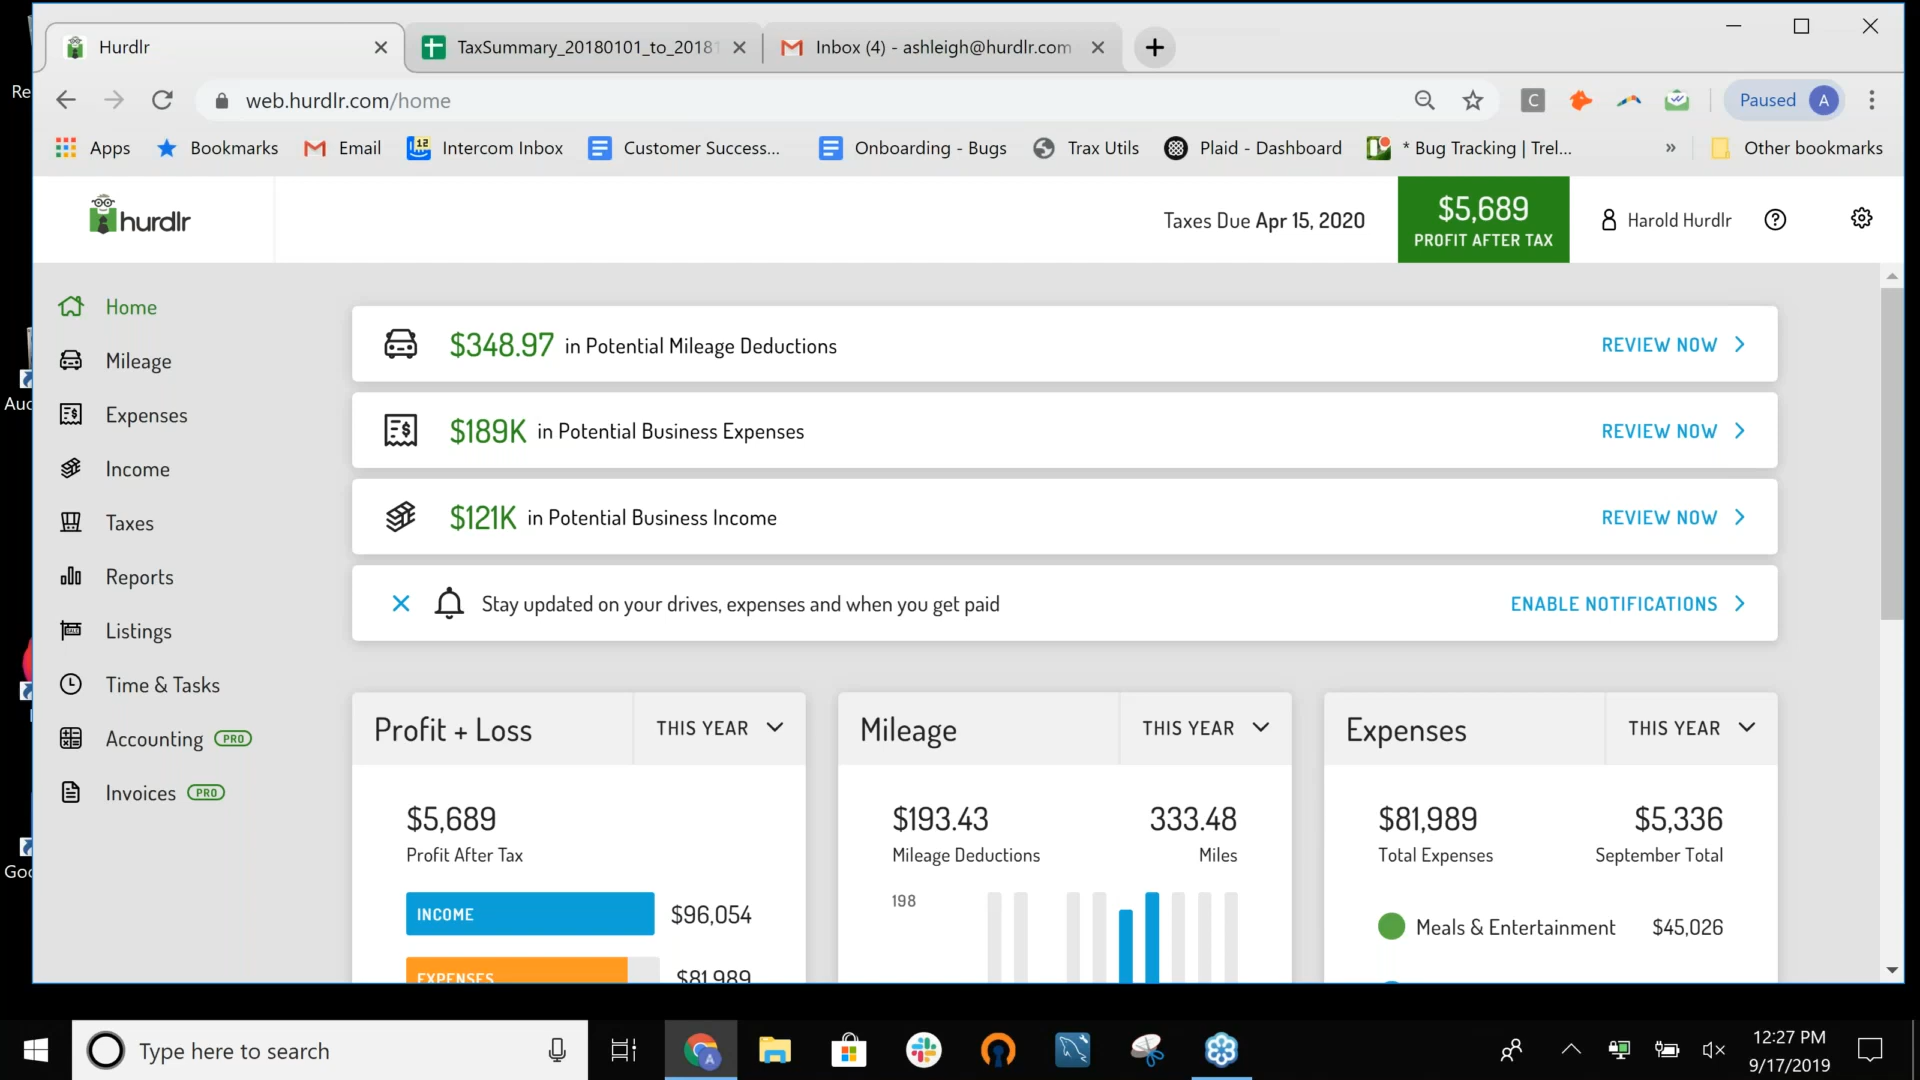 Hurdlr
TaxSummary_20180101_to_2018
Inbox (4) - ashleigh@hurdlr.com
Re
web.hurdlr.com/home
C
Paused A
Apps
Bookmarks
Email
12
Intercom Inbox
Customer Success...
Onboarding - Bugs
Trax Utils
Plaid - Dashboard
* Bug Tracking | Trel...
»
Other bookmarks
hurdlr
Taxes Due Apr 15, 2020
$5,689
PROFIT AFTER TAX
Harold Hurdlr
Home
Mileage
Expenses
Income
Taxes
Reports
Listings
Time & Tasks
Accounting PRO
Invoices PRO
Auc
Goo
$348.97 in Potential Mileage Deductions
REVIEW NOW
$189K in Potential Business Expenses
REVIEW NOW
$121K in Potential Business Income
REVIEW NOW
Stay updated on your drives, expenses and when you get paid
ENABLE NOTIFICATIONS
Profit + Loss
THIS YEAR
$5,689
Profit After Tax
INCOME
$96,054
EXPENSES
$81,989
Mileage
THIS YEAR
$193.43
Mileage Deductions
333.48
Miles
198
Expenses
THIS YEAR
$81,989
Total Expenses
$5,336
September Total
Meals & Entertainment
$45,026
Type here to search
A
12:27 PM
9/17/2019